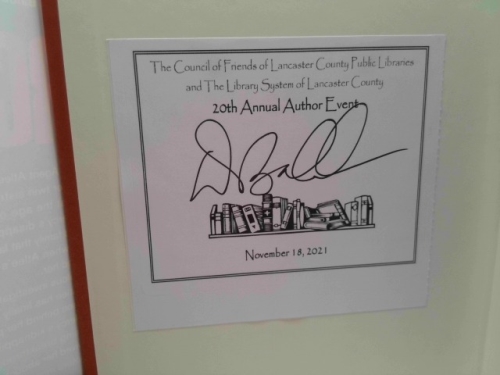 The Council of Friends of Lancaster County Public Libraries
and The Library System of Lancaster County
20th Annual Author Event
November 18, 2021